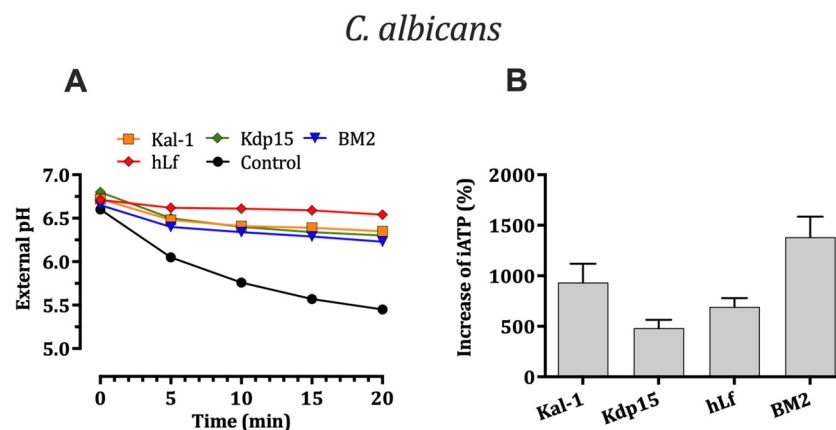 C. albicans
A
B
Kal-1 Kdp15 BM2
hLf Control
External pH
7.0
6.5
6.0
5.5
5.0
0 5 10 15 20
Time (min)
Increase of iATP (%)
2000
1500
1000
500
0
Kal-1 Kdp15 hLf BM2